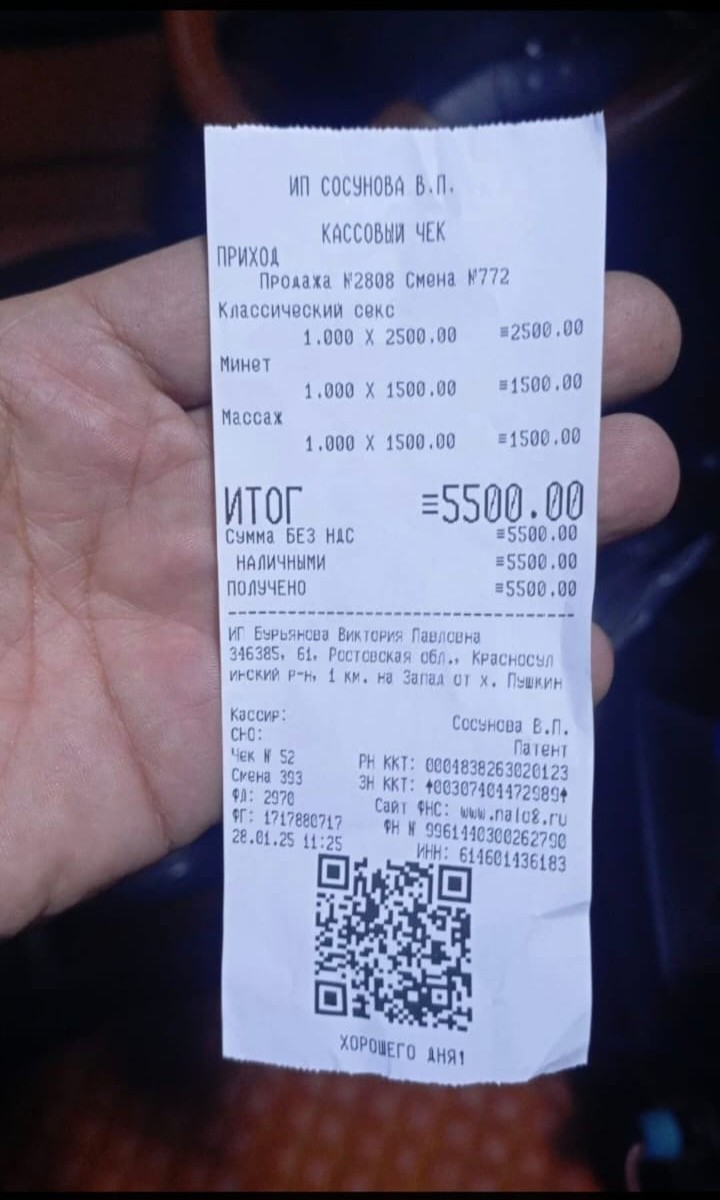 ИП СОСУНОВА В.П.
КАССОВЫЙ ЧЕК
ПРИХОД
Продажа №2808 Смена №772
Классический секс
1.000 X 2500.00 ≡2500.00
Минет
1.000 X 1500.00 ≡1500.00
Массаж
1.000 X 1500.00 ≡1500.00
ИТОГ ≡5500.00
Сумма БЕЗ НДС ≡5500.00
НАЛИЧНЫМИ ≡5500.00
ПОЛУЧЕНО ≡5500.00
ИП Бурьянова Виктория Павловна
346385, 61, Ростовская обл., Красносул
инский р-н, 1 км. на Запад от х. Пушкин
Кассир: Сосунова В.П.
СНО: Патент
Чек № 52 РН ККТ: 0004838263020123
Смена 393 ЗН ККТ: ↑00307404472989↑
ФД: 2970 Сайт ФНС: www.nalog.ru
ФП: 1717880717 ФН № 9961440300262790
28.01.25 11:25 ИНН: 614601436183
ХОРОШЕГО ДНЯ!